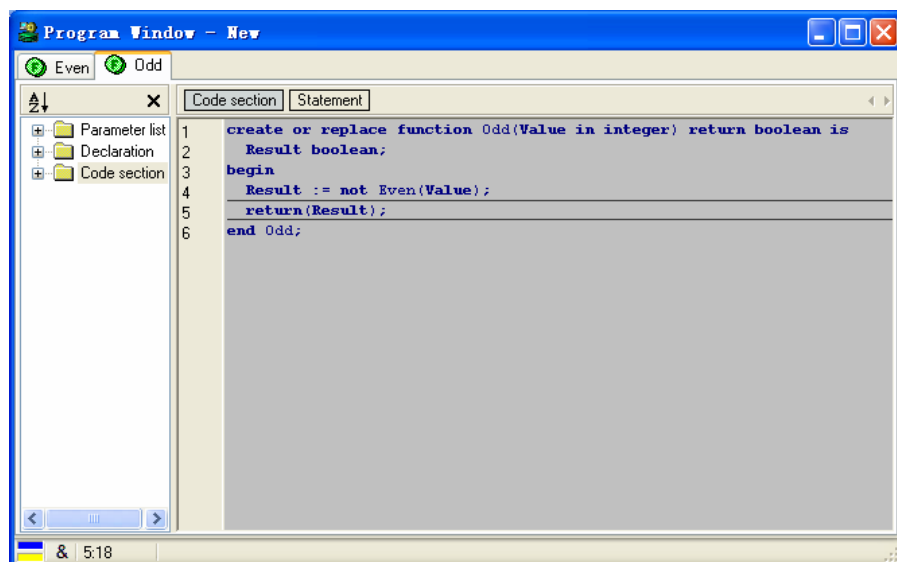 Program Window - New
Even Odd
Code section Statement
Parameter list
Declaration
Code section
1 create or replace function Odd(Value in integer) return boolean is
2 Result boolean;
3 begin
4 Result := not Even(Value);
5 return(Result);
6 end Odd;
& 5:18